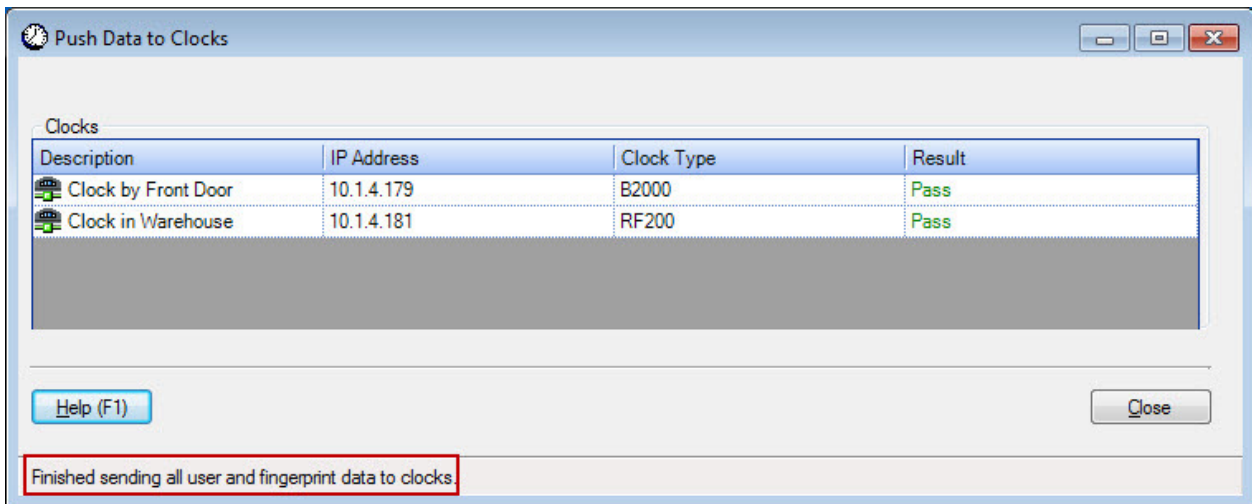 Push Data to Clocks
Clocks
Description IP Address Clock Type Result
Clock by Front Door 10.1.4.179 B2000 Pass
Clock in Warehouse 10.1.4.181 RF200 Pass
Help (F1) Close
Finished sending all user and fingerprint data to clocks.